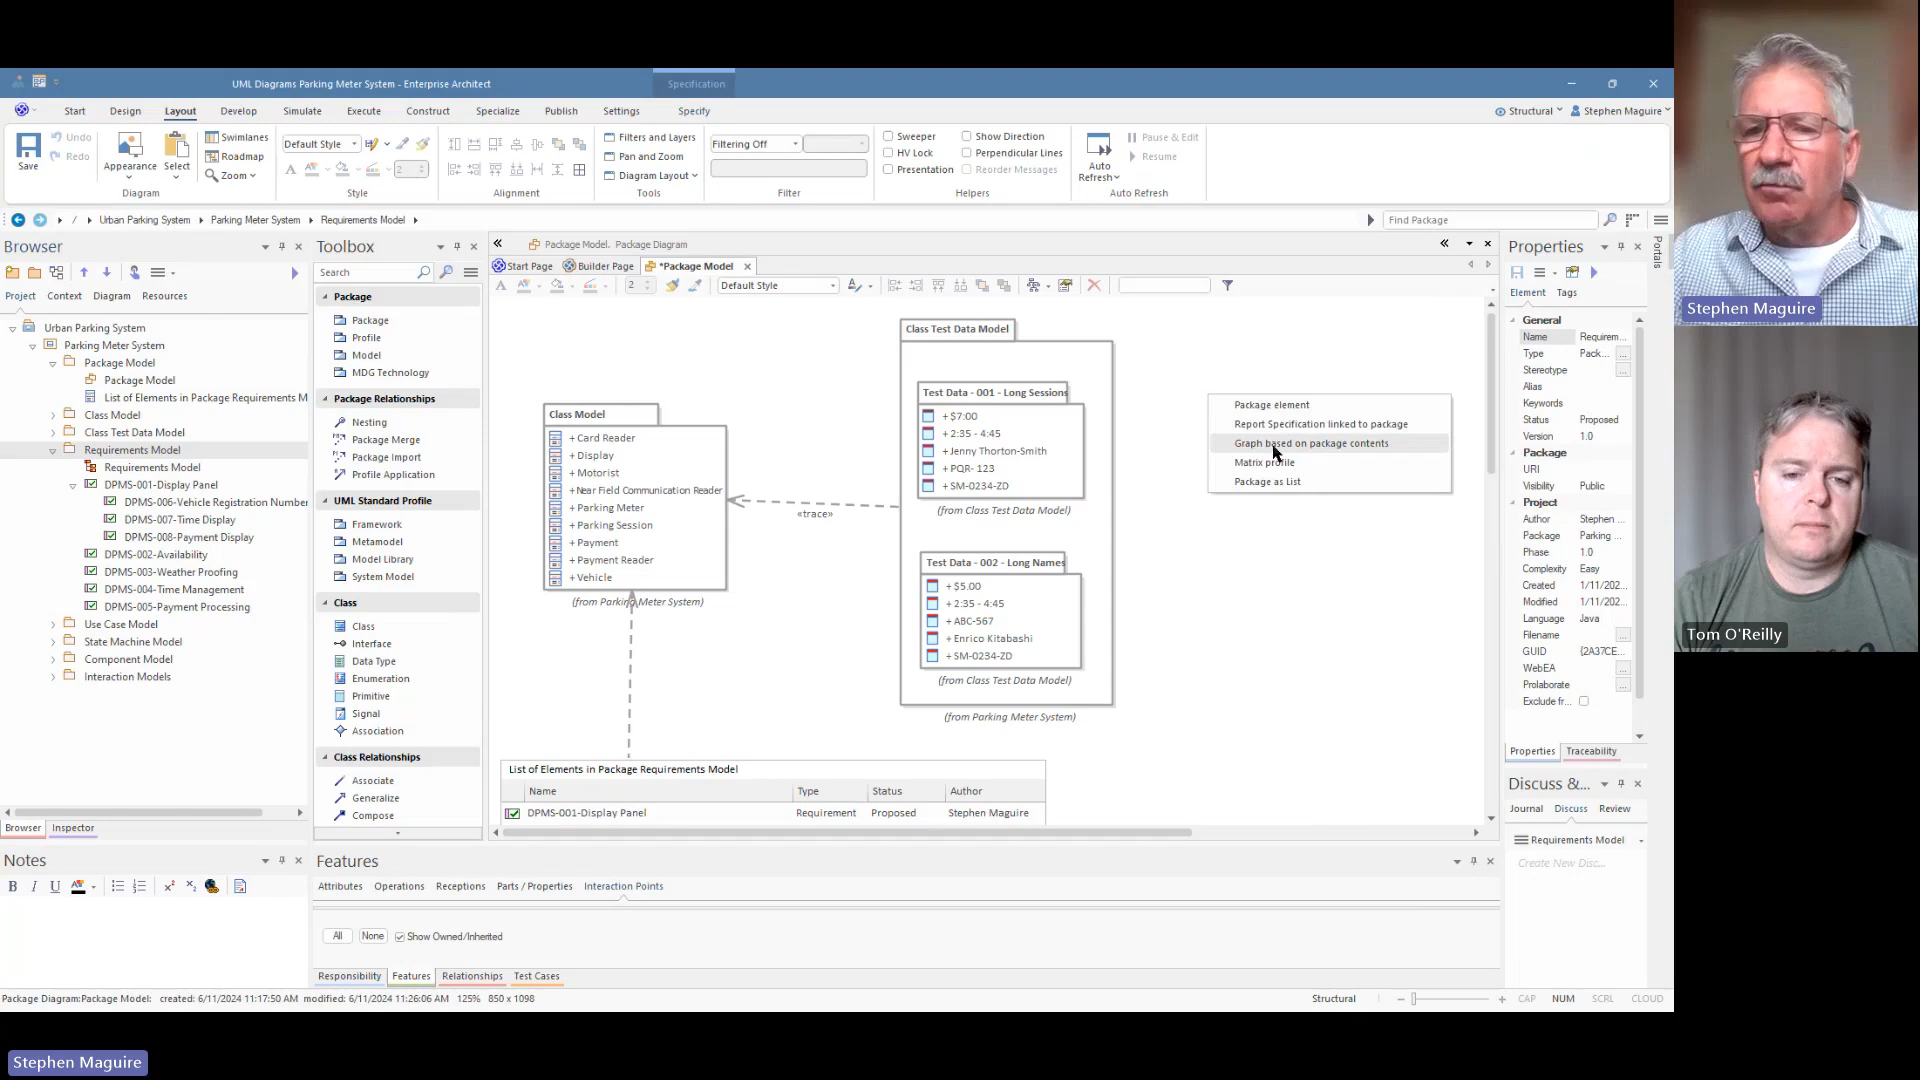 UML Diagrams Parking Meter System - Enterprise Architect
Specification
Start Design Layout Develop Simulate Execute Construct Specialize Publish Settings Specify
Structural
Stephen Maguire
Save
Undo
Redo
Appearance
Select
Swimlanes
Roadmap
Zoom
Diagram
Default Style
2
Style
Alignment
Filters and Layers
Pan and Zoom
Diagram Layout
Tools
Filtering Off
Filter
Sweeper
HV Lock
Presentation
Show Direction
Perpendicular Lines
Reorder Messages
Helpers
Auto
Refresh
Pause & Edit
Resume
Auto Refresh
/ Urban Parking System Parking Meter System Requirements Model
Find Package
Browser
Project Context Diagram Resources
Urban Parking System
Parking Meter System
Package Model
Package Model
List of Elements in Package Requirements M
Class Model
Class Test Data Model
Requirements Model
Requirements Model
DPMS-001-Display Panel
DPMS-006-Vehicle Registration Number
DPMS-007-Time Display
DPMS-008-Payment Display
DPMS-002-Availability
DPMS-003-Weather Proofing
DPMS-004-Time Management
DPMS-005-Payment Processing
Use Case Model
State Machine Model
Component Model
Interaction Models
Browser Inspector
Toolbox
Search
Package
Package
Profile
Model
MDG Technology
Package Relationships
Nesting
Package Merge
Package Import
Profile Application
UML Standard Profile
Framework
Metamodel
Model Library
System Model
Class
Class
Interface
Data Type
Enumeration
Primitive
Signal
Association
Class Relationships
Associate
Generalize
Compose
Package Model. Package Diagram
Start Page Builder Page *Package Model
2
Default Style
Class Model
+ Card Reader
+ Display
+ Motorist
+ Near Field Communication Reader
+ Parking Meter
+ Parking Session
+ Payment
+ Payment Reader
+ Vehicle
(from Parking Meter System)
«trace»
Class Test Data Model
Test Data - 001 - Long Sessions
+ $7:00
+ 2:35 - 4:45
+ Jenny Thorton-Smith
+ PQR- 123
+ SM-0234-ZD
(from Class Test Data Model)
Test Data - 002 - Long Names
+ $5.00
+ 2:35 - 4:45
+ ABC-567
+ Enrico Kitabashi
+ SM-0234-ZD
(from Class Test Data Model)
(from Parking Meter System)
Package element
Report Specification linked to package
Graph based on package contents
Matrix profile
Package as List
List of Elements in Package Requirements Model
Name Type Status Author
DPMS-001-Display Panel Requirement Proposed Stephen Maguire
Properties
Portals
Element Tags
General
Name Requirem...
Type Pack... ...
Stereotype ...
Alias
Keywords
Status Proposed
Version 1.0
Package
URI
Visibility Public
Project
Author Stephen ...
Package Parking ...
Phase 1.0
Complexity Easy
Created 1/11/202...
Modified 1/11/202...
Language Java
Filename ...
GUID {2A37CE...
WebEA ...
Prolaborate ...
Exclude fr...
Properties Traceability
Discuss &...
Journal Discuss Review
Requirements Model
Create New Disc...
Notes
B I U
Features
Attributes Operations Receptions Parts / Properties Interaction Points
All None Show Owned/Inherited
Responsibility Features Relationships Test Cases
Package Diagram:Package Model: created: 6/11/2024 11:17:50 AM modified: 6/11/2024 11:26:06 AM 125% 850 x 1098
Structural
CAP NUM SCRL CLOUD
Stephen Maguire
Tom O'Reilly
Stephen Maguire